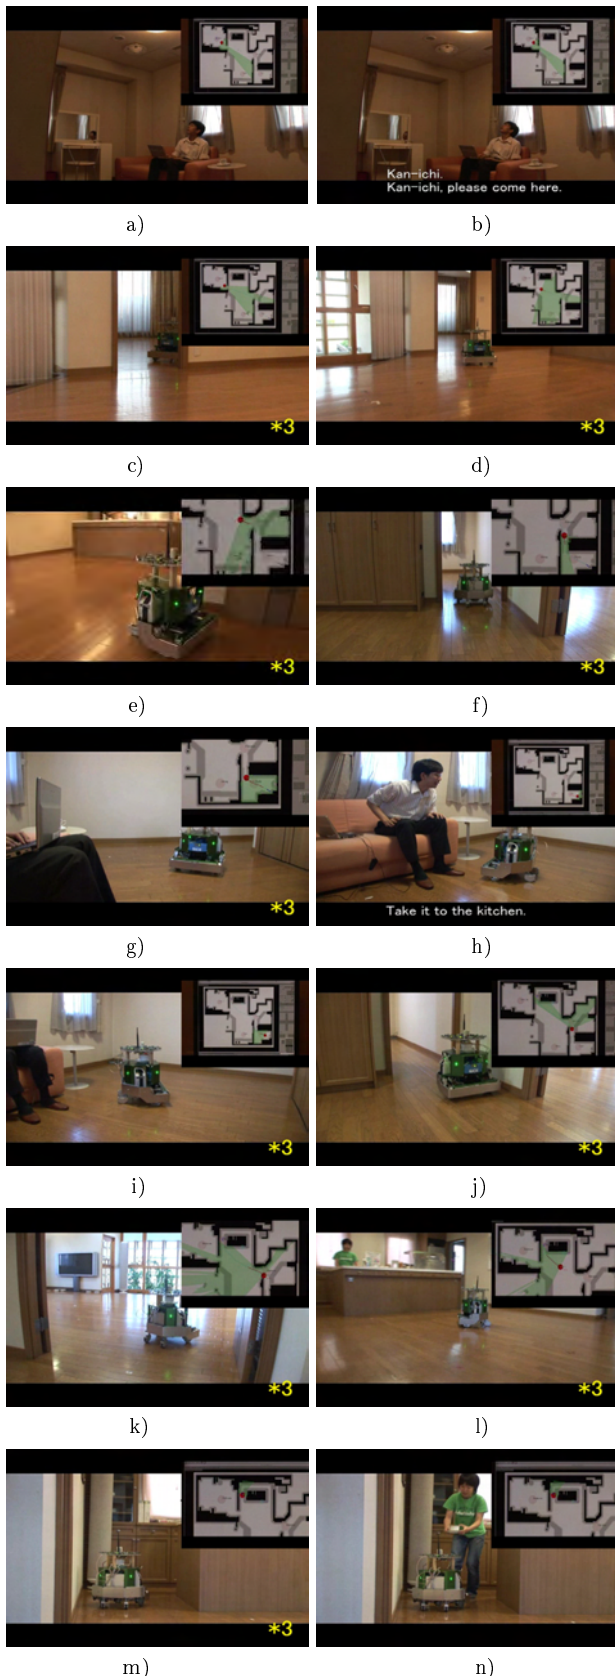 a)
b)
Kan-ichi.
Kan-ichi, please come here.
c)
d)
*3
*3
e)
f)
*3
*3
g)
h)
*3
Take it to the kitchen.
i)
j)
*3
*3
k)
l)
*3
*3
m)
n)
*3